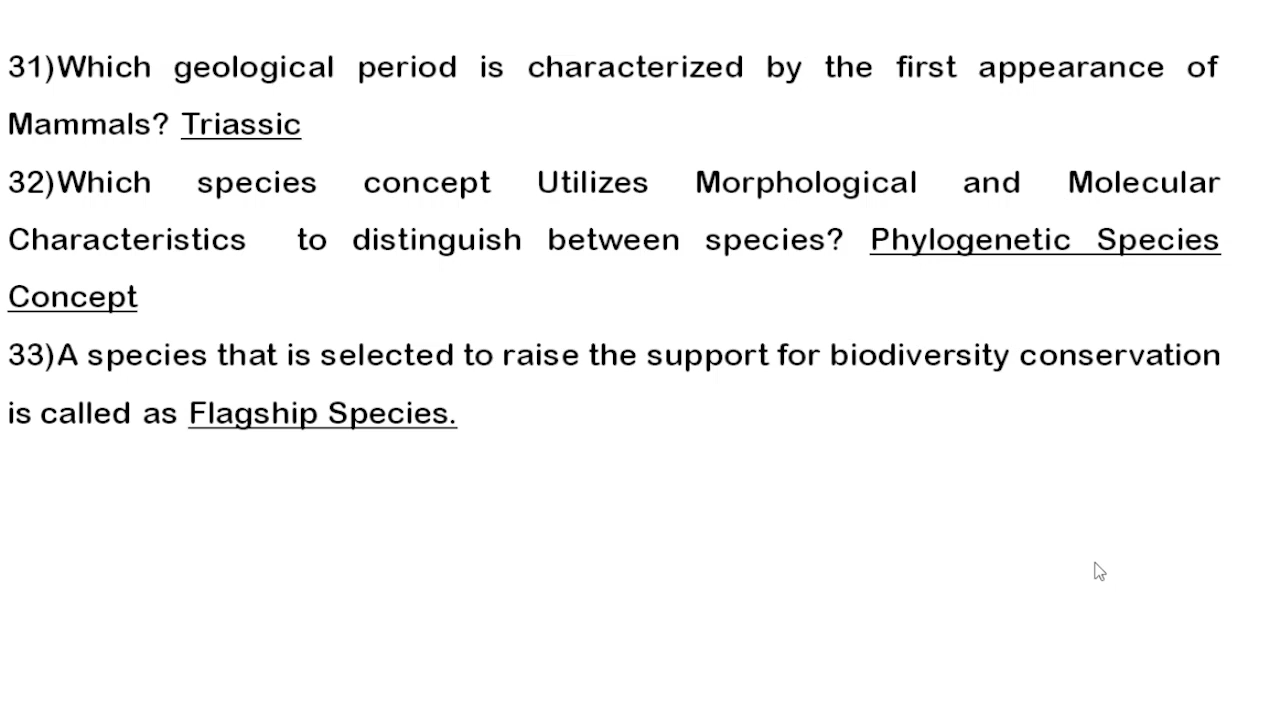 31)Which geological period is characterized by the first appearance of
Mammals? Triassic
32)Which species concept Utilizes Morphological and Molecular
Characteristics to distinguish between species? Phylogenetic Species
Concept
33)A species that is selected to raise the support for biodiversity conservation
is called as Flagship Species.